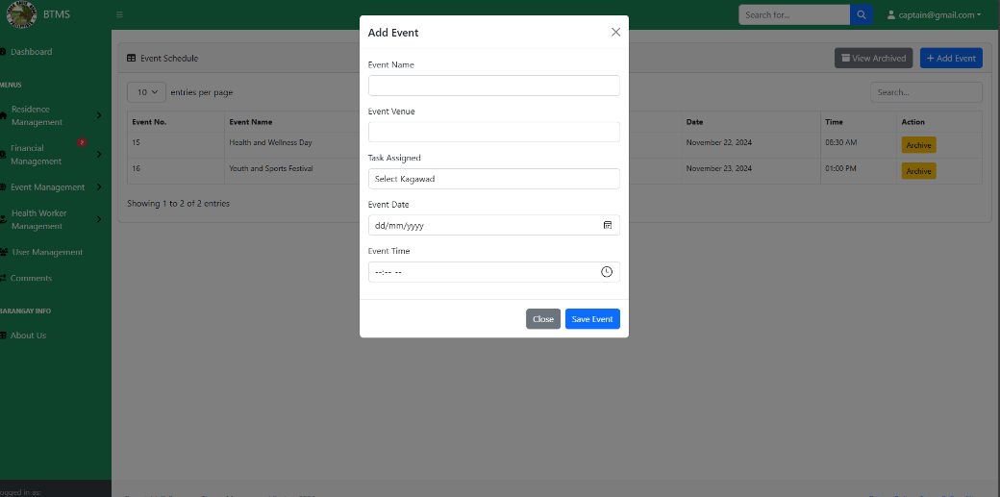 BTMS
Search for...
captain@gmail.com
Dashboard
MENUS
Residence
Management
Financial
Management
Event Management
Health Worker
Management
User Management
Comments
BARANGAY INFO
About Us
ogged in as:
Event Schedule
View Archived
+ Add Event
10 entries per page
Search...
Event No. Event Name Date Time Action
15 Health and Wellness Day November 22, 2024 08:30 AM Archive
16 Youth and Sports Festival November 23, 2024 01:00 PM Archive
Showing 1 to 2 of 2 entries
Add Event
Event Name
Event Venue
Task Assigned
Select Kagawad
Event Date
dd/mm/yyyy
Event Time
--:-- --
Close Save Event